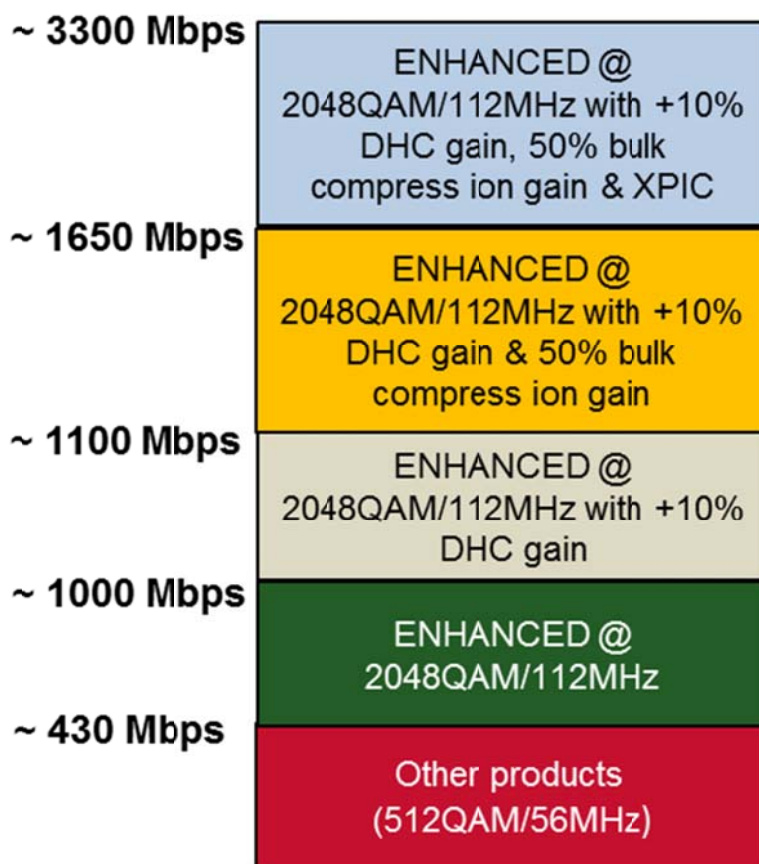 ~ 3300 Mbps
ENHANCED @
2048QAM/112MHz with +10%
DHC gain, 50% bulk
compress ion gain & XPIC
~ 1650 Mbps
ENHANCED @
2048QAM/112MHz with +10%
DHC gain & 50% bulk
compress ion gain
~ 1100 Mbps
ENHANCED @
2048QAM/112MHz with +10%
DHC gain
~ 1000 Mbps
ENHANCED @
2048QAM/112MHz
~ 430 Mbps
Other products
(512QAM/56MHz)